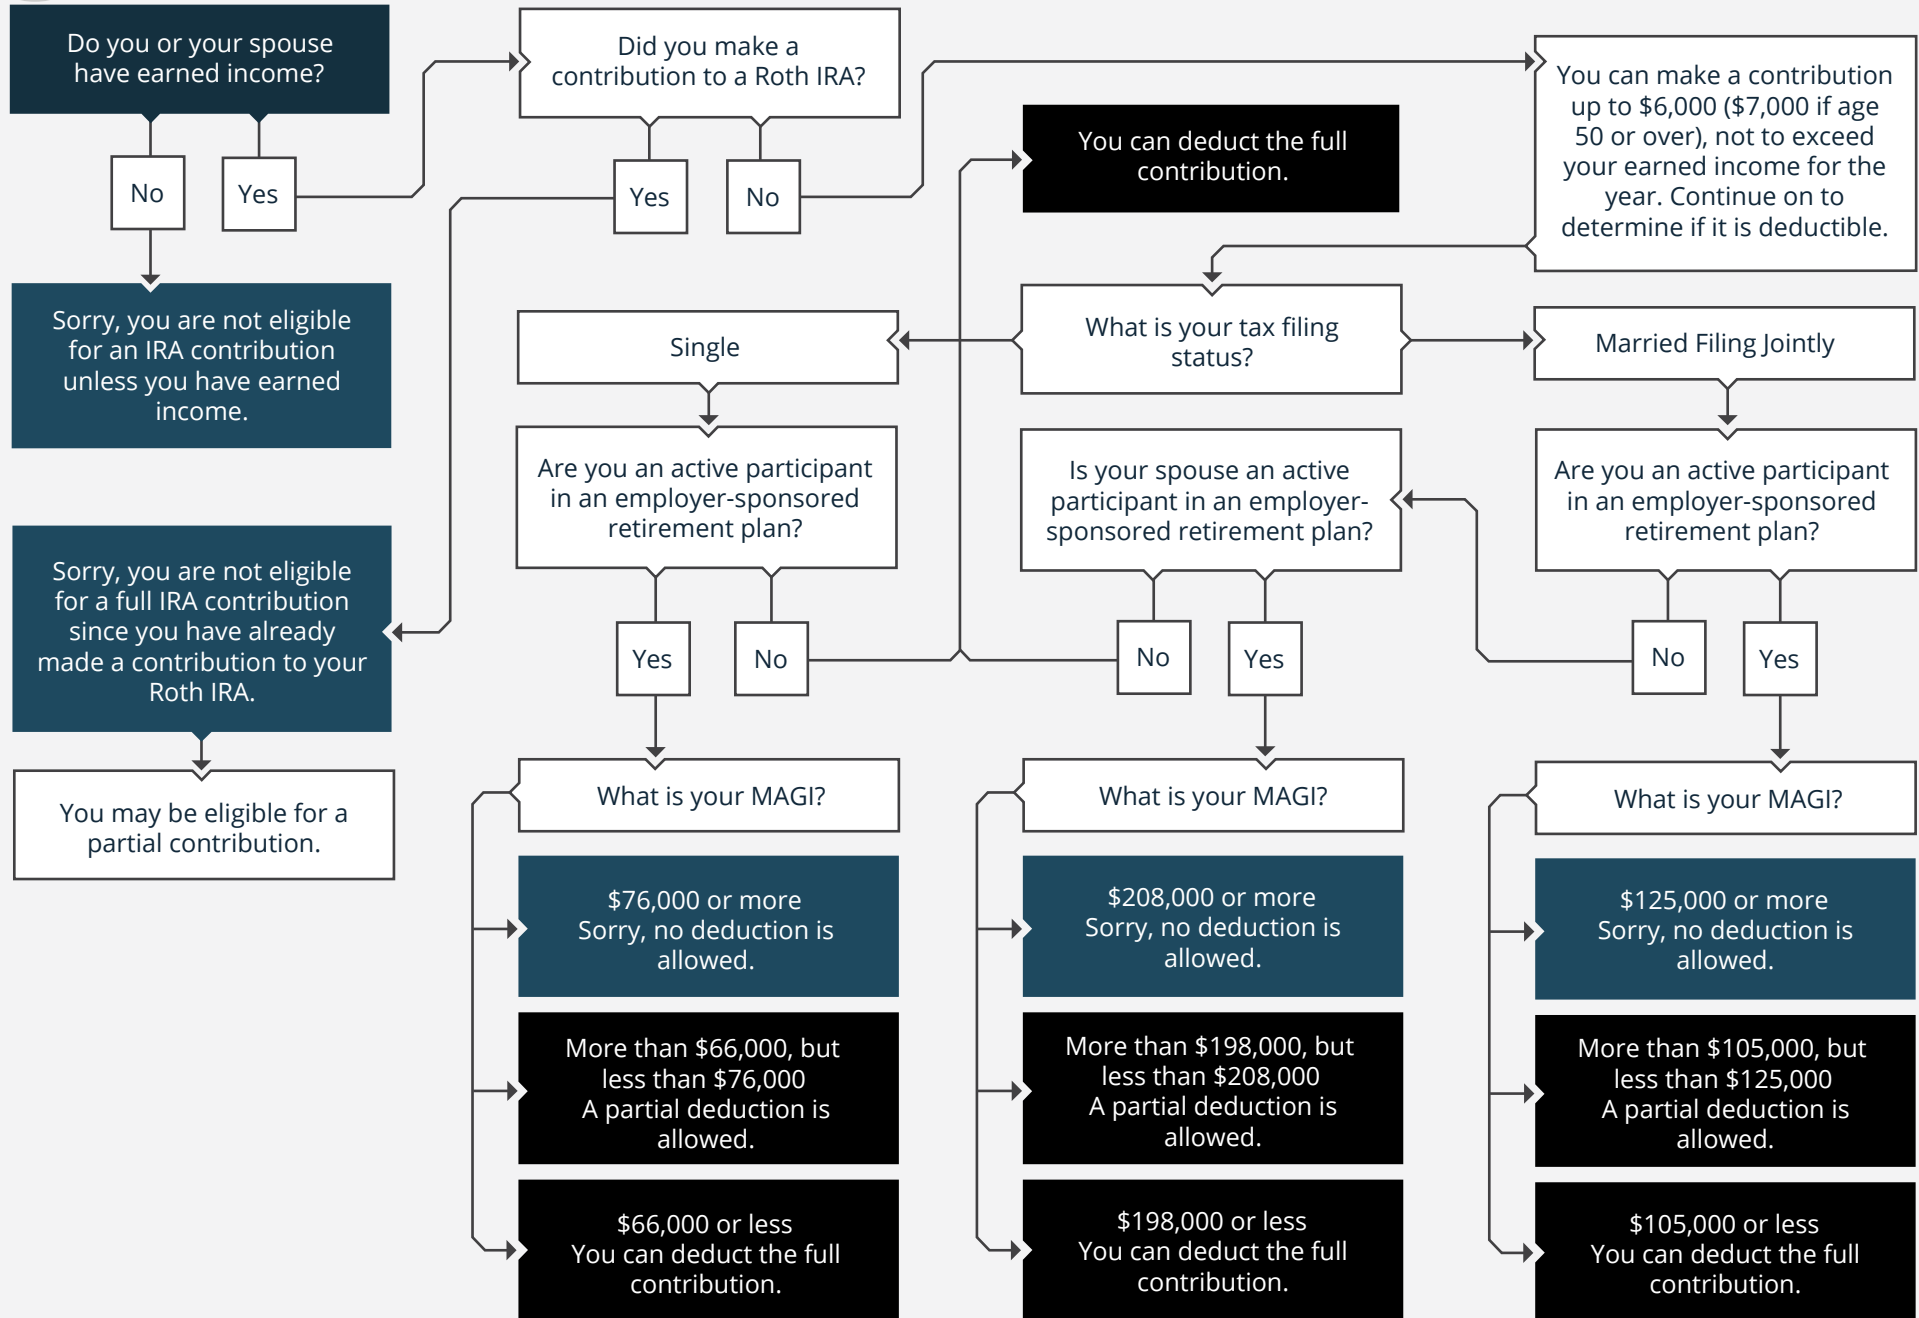 Do you or your spouse
have earned income?
No
Yes
Sorry, you are not eligible
for an IRA contribution
unless you have earned
income.
Did you make a
contribution to a Roth IRA?
Yes
No
Sorry, you are not eligible
for a full IRA contribution
since you have already
made a contribution to your
Roth IRA.
You may be eligible for a
partial contribution.
You can make a contribution
up to $6,000 ($7,000 if age
50 or over), not to exceed
your earned income for the
year. Continue on to
determine if it is deductible.
You can deduct the full
contribution.
What is your tax filing
status?
Single
Married Filing Jointly
Are you an active participant
in an employer-sponsored
retirement plan?
Yes
No
Is your spouse an active
participant in an employer-
sponsored retirement plan?
No
Yes
Are you an active participant
in an employer-sponsored
retirement plan?
No
Yes
What is your MAGI?
$76,000 or more
Sorry, no deduction is
allowed.
More than $66,000, but
less than $76,000
A partial deduction is
allowed.
$66,000 or less
You can deduct the full
contribution.
What is your MAGI?
$208,000 or more
Sorry, no deduction is
allowed.
More than $198,000, but
less than $208,000
A partial deduction is
allowed.
$198,000 or less
You can deduct the full
contribution.
What is your MAGI?
$125,000 or more
Sorry, no deduction is
allowed.
More than $105,000, but
less than $125,000
A partial deduction is
allowed.
$105,000 or less
You can deduct the full
contribution.